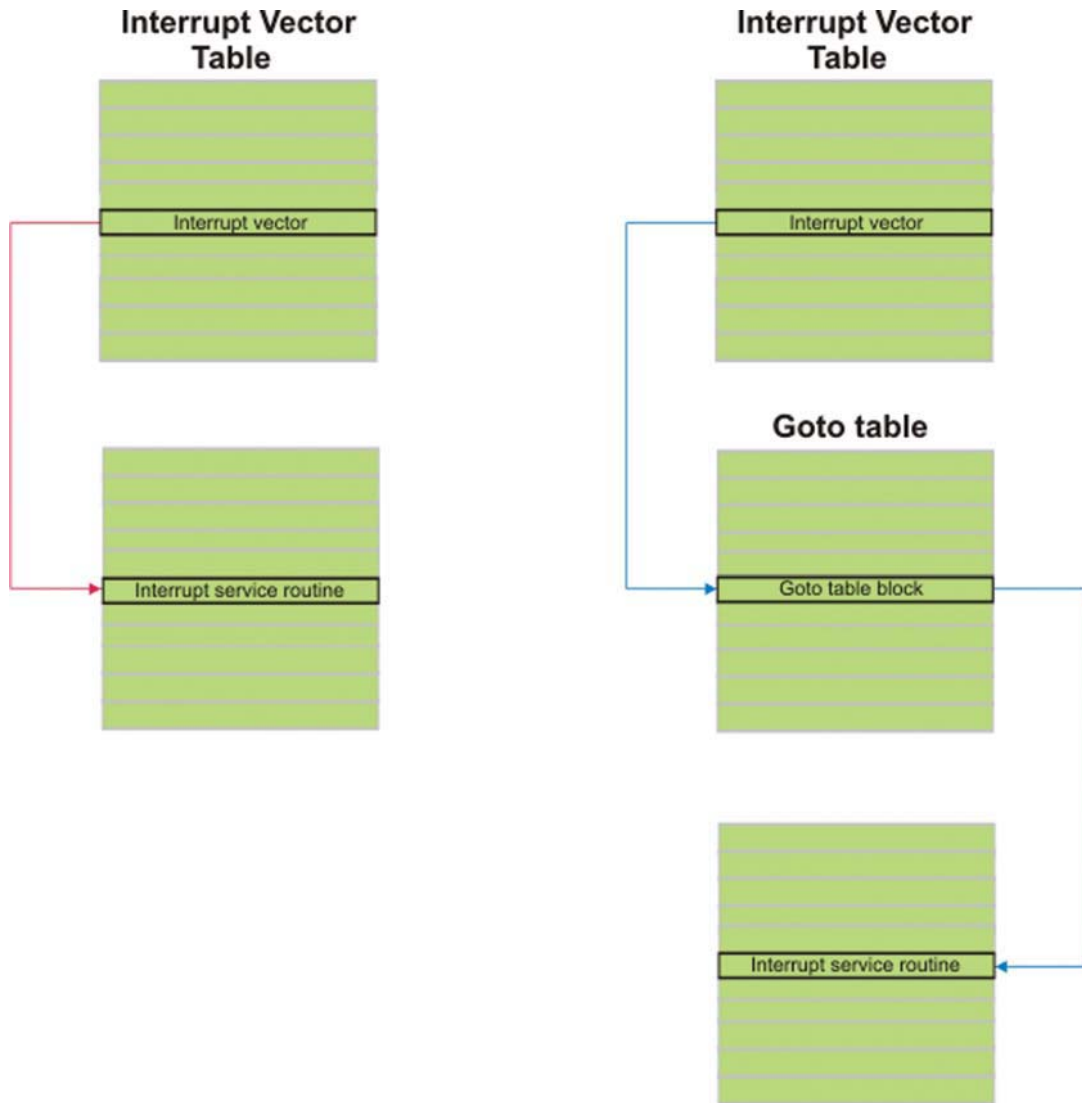 Interrupt Vector
Table
Interrupt vector
Interrupt service routine
Interrupt Vector
Table
Interrupt vector
Goto table
Goto table block
Interrupt service routine